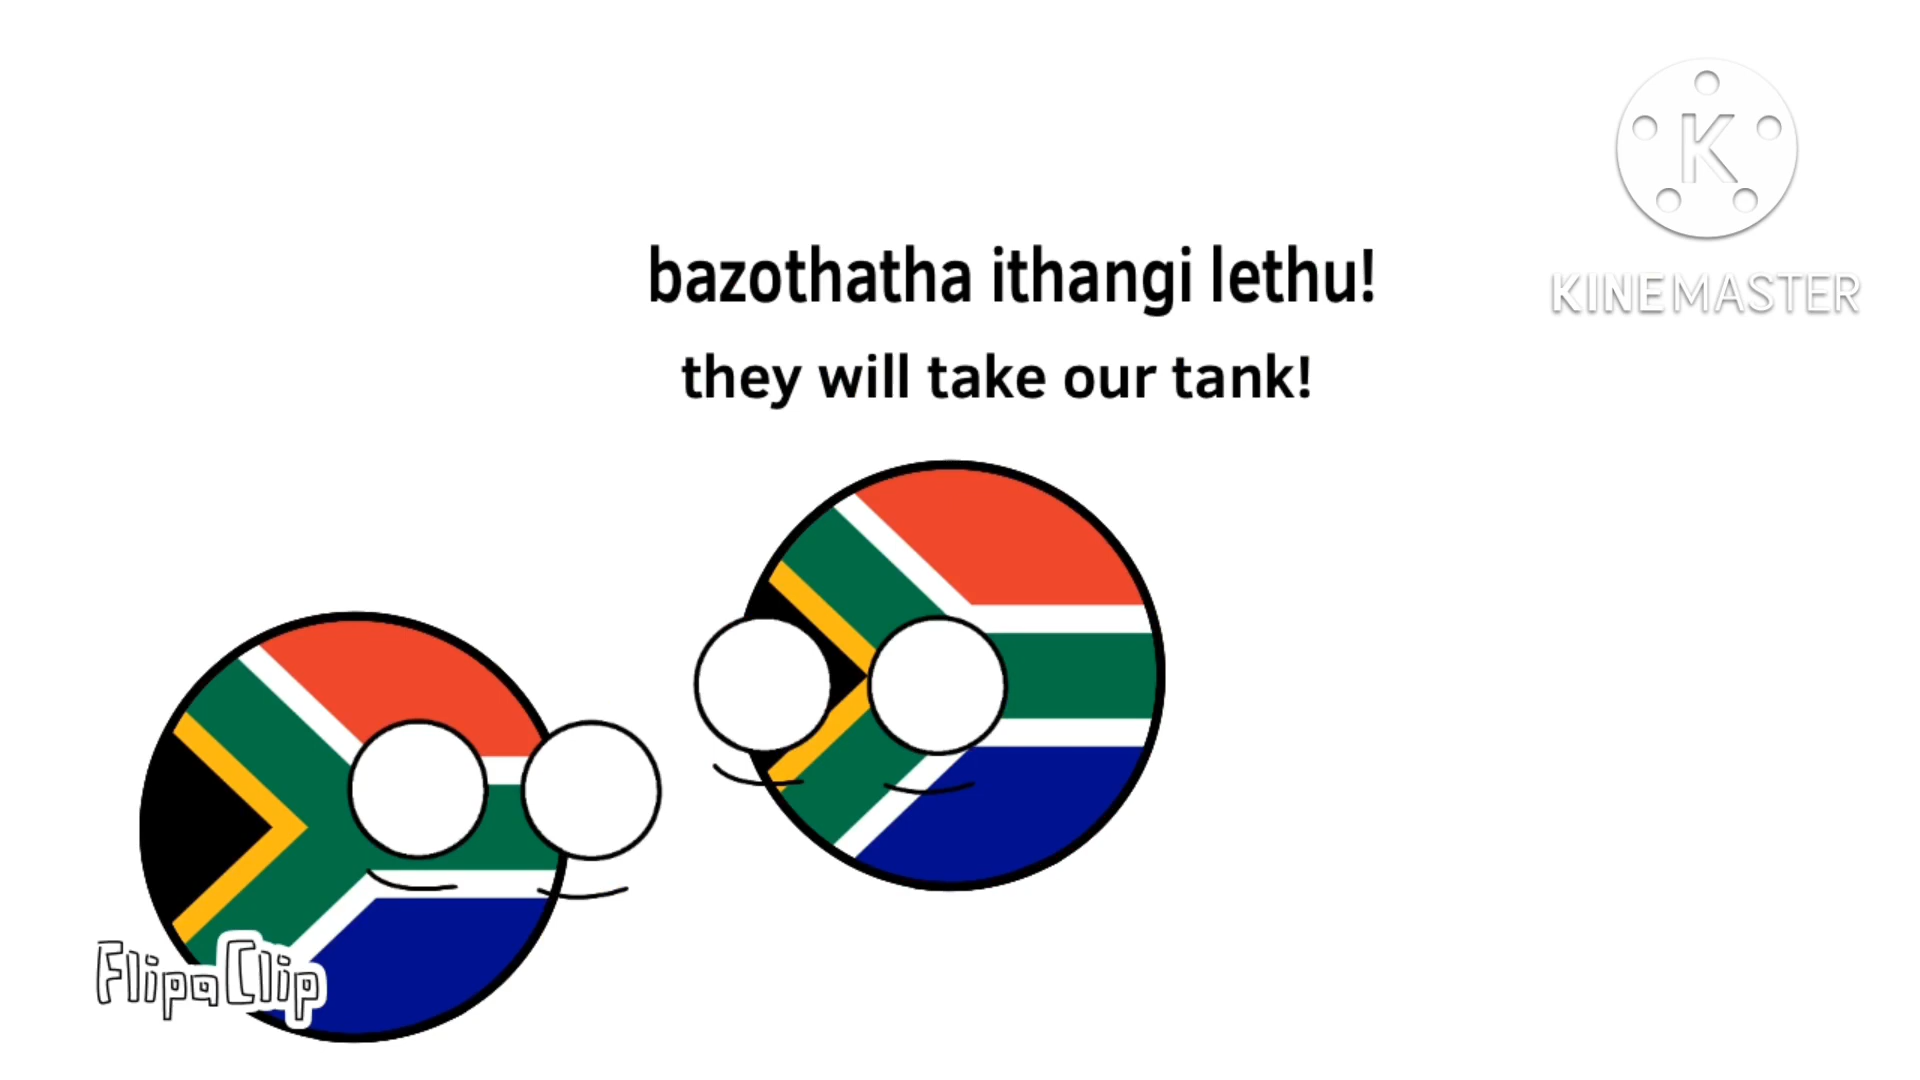 K
KINEMASTER
bazothatha ithangi lethu!
they will take our tank!
FlipaClip